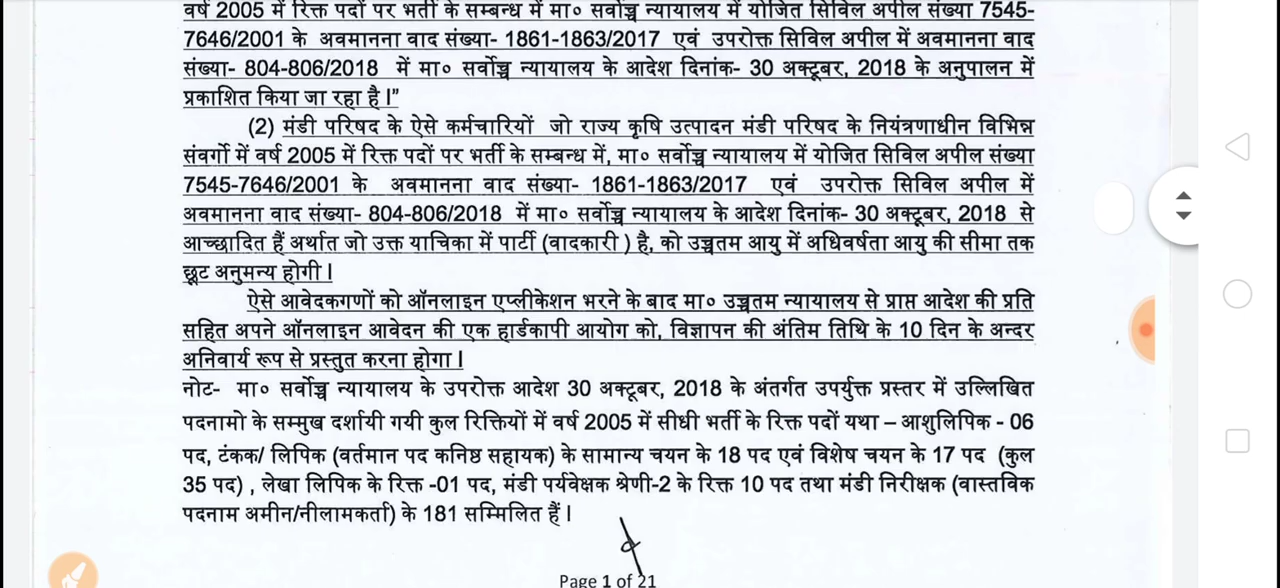 वर्ष 2005 में रिक्त पदों पर भर्ती के सम्बन्ध में मा० सर्वोच्च न्यायालय में योजित सिविल अपील संख्या 7545-
7646/2001 के अवमानना वाद संख्या- 1861-1863/2017 एवं उपरोक्त सिविल अपील में अवमानना वाद
संख्या- 804-806/2018 में मा० सर्वोच्च न्यायालय के आदेश दिनांक- 30 अक्टूबर, 2018 के अनुपालन में
प्रकाशित किया जा रहा है।"
(2) मंडी परिषद के ऐसे कर्मचारियों जो राज्य कृषि उत्पादन मंडी परिषद के नियंत्रणाधीन विभिन्न
संवर्गो में वर्ष 2005 में रिक्त पदों पर भर्ती के सम्बन्ध में, मा० सर्वोच्च न्यायालय में योजित सिविल अपील संख्या
7545-7646/2001 के अवमानना वाद संख्या- 1861-1863/2017 एवं उपरोक्त सिविल अपील में
अवमानना वाद संख्या- 804-806/2018 में मा० सर्वोच्च न्यायालय के आदेश दिनांक- 30 अक्टूबर, 2018 से
आच्छादित हैं अर्थात जो उक्त याचिका में पार्टी (वादकारी ) है, को उच्चतम आयु में अधिवर्षता आयु की सीमा तक
छूट अनुमन्य होगी।
ऐसे आवेदकगणों को ऑनलाइन एप्लीकेशन भरने के बाद मा० उच्चतम न्यायालय से प्राप्त आदेश की प्रति
सहित अपने ऑनलाइन आवेदन की एक हार्डकापी आयोग को, विज्ञापन की अंतिम तिथि के 10 दिन के अन्दर
अनिवार्य रूप से प्रस्तुत करना होगा।
नोट- मा० सर्वोच्च न्यायालय के उपरोक्त आदेश 30 अक्टूबर, 2018 के अंतर्गत उपर्युक्त प्रस्तर में उल्लिखित
पदनामो के सम्मुख दर्शायी गयी कुल रिक्तियों में वर्ष 2005 में सीधी भर्ती के रिक्त पदों यथा – आशुलिपिक - 06
पद, टंकक/ लिपिक (वर्तमान पद कनिष्ठ सहायक) के सामान्य चयन के 18 पद एवं विशेष चयन के 17 पद (कुल
35 पद) , लेखा लिपिक के रिक्त -01 पद, मंडी पर्यवेक्षक श्रेणी-2 के रिक्त 10 पद तथा मंडी निरीक्षक (वास्तविक
पदनाम अमीन/नीलामकर्ता) के 181 सम्मिलित हैं।
Page 1 of 21